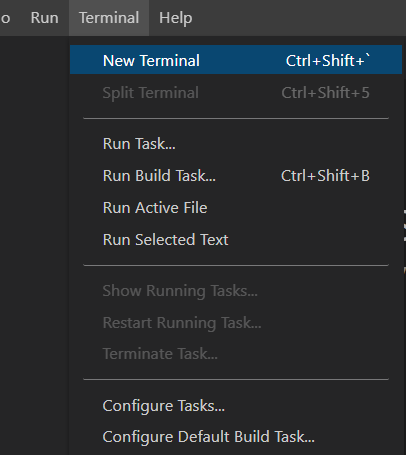 o Run Terminal Help
New Terminal Ctrl+Shift+`
Split Terminal Ctrl+Shift+5
Run Task...
Run Build Task... Ctrl+Shift+B
Run Active File
Run Selected Text
Show Running Tasks...
Restart Running Task...
Terminate Task...
Configure Tasks...
Configure Default Build Task...